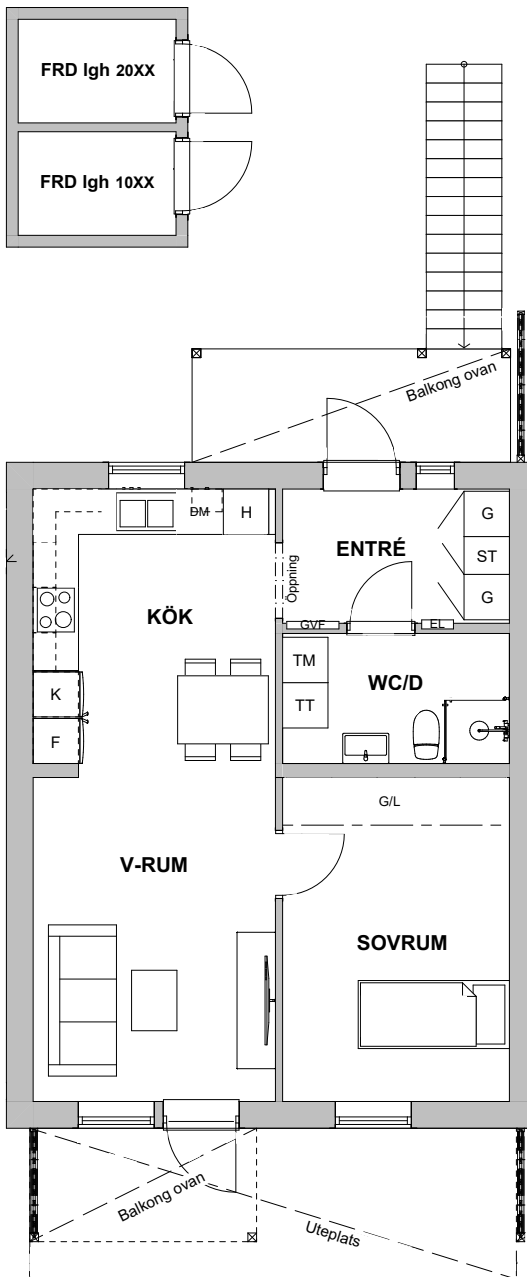 FRD lgh 20XX
FRD lgh 10XX
Balkong ovan
DM
H
G
ENTRÉ
ST
Öppning
KÖK
G
GVF
EL
TM
WC/D
K
TT
F
G/L
V-RUM
SOVRUM
Balkong ovan
Uteplats